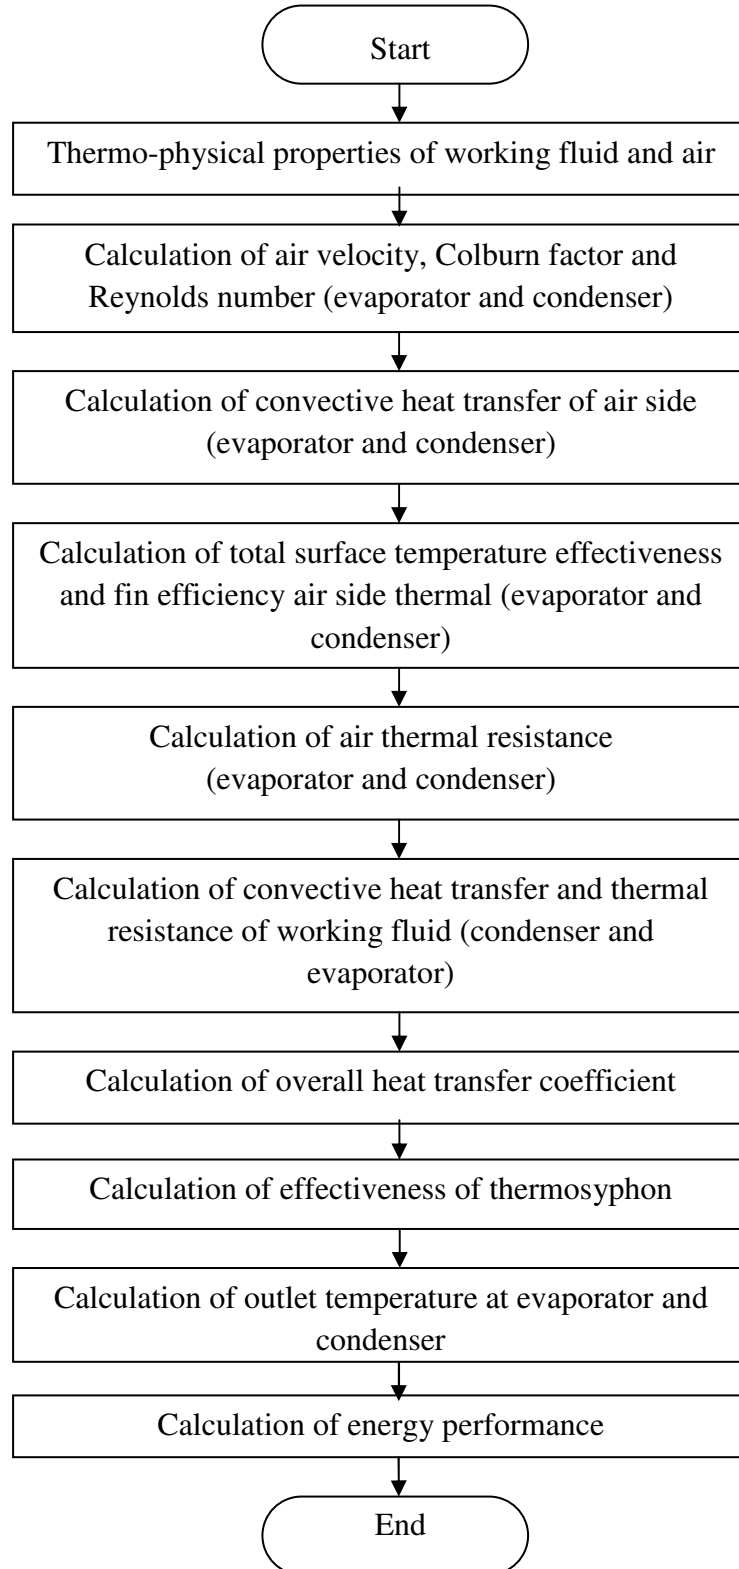 Start
Thermo-physical properties of working fluid and air
Calculation of air velocity, Colburn factor and
Reynolds number (evaporator and condenser)
Calculation of convective heat transfer of air side
(evaporator and condenser)
Calculation of total surface temperature effectiveness
and fin efficiency air side thermal (evaporator and
condenser)
Calculation of air thermal resistance
(evaporator and condenser)
Calculation of convective heat transfer and thermal
resistance of working fluid (condenser and
evaporator)
Calculation of overall heat transfer coefficient
Calculation of effectiveness of thermosyphon
Calculation of outlet temperature at evaporator and
condenser
Calculation of energy performance
End